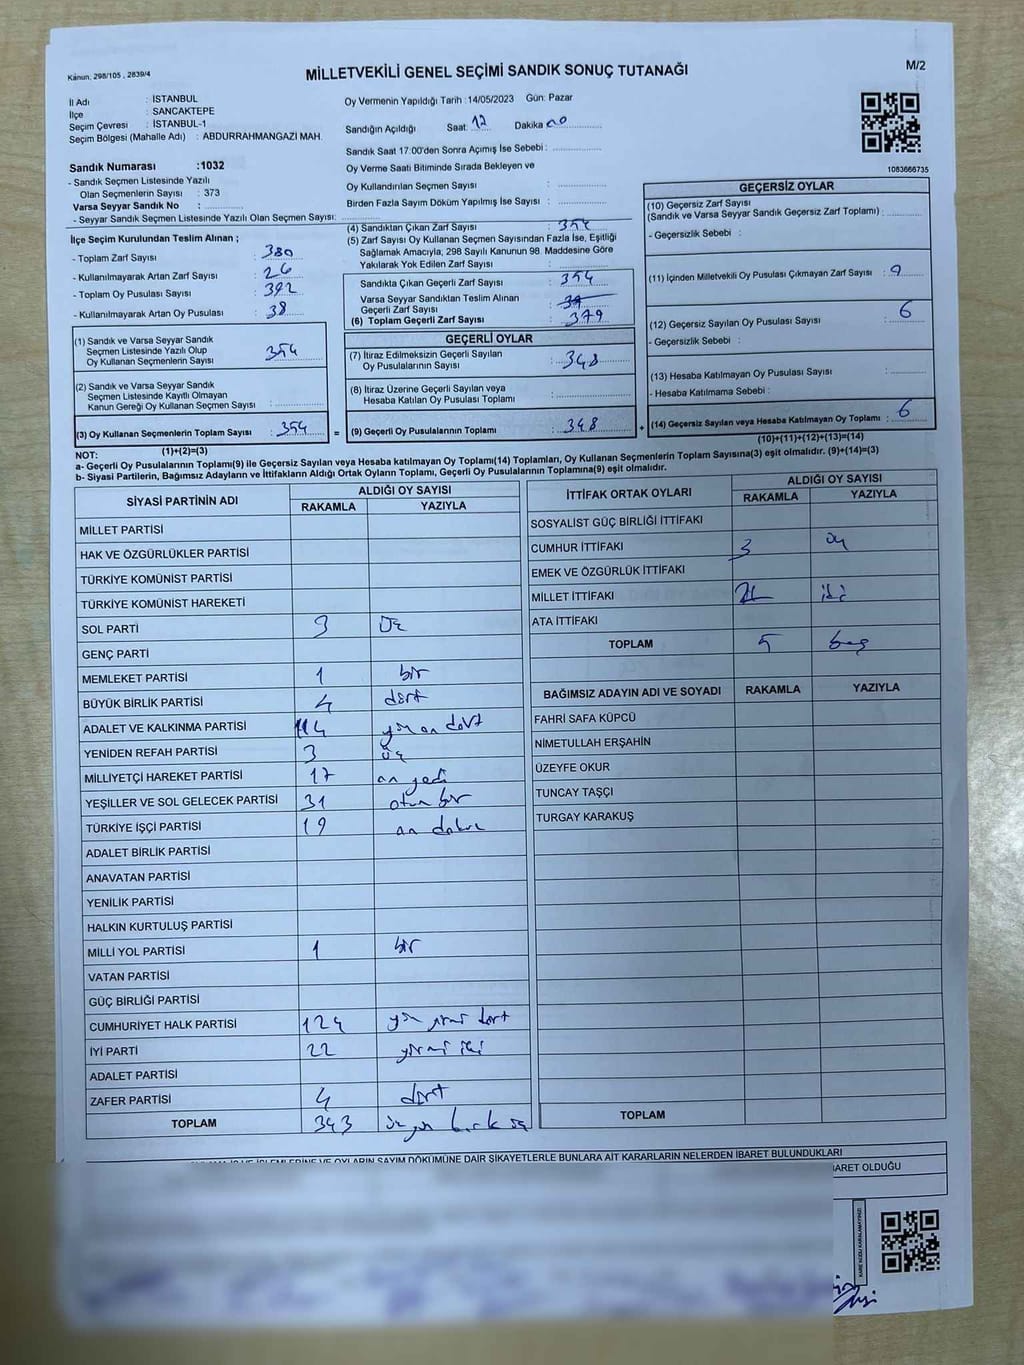 Kanun, 298/105 , 2839/4
MİLLETVEKİLİ GENEL SEÇİMİ SANDIK SONUÇ TUTANAĞI
M/2
İl Adı : İSTANBUL
İlçe : SANCAKTEPE
Seçim Çevresi : İSTANBUL-1
Seçim Bölgesi (Mahalle Adı) : ABDURRAHMANGAZİ MAH.
Sandık Numarası :1032
- Sandık Seçmen Listesinde Yazılı
Olan Seçmenlerin Sayısı : 373
Varsa Seyyar Sandık No :
- Seyyar Sandık Seçmen Listesinde Yazılı Olan Seçmen Sayısı:
Oy Vermenin Yapıldığı Tarih :14/05/2023 Gün: Pazar
Sandığın Açıldığı Saat: 17 Dakika 00
Sandık Saat 17:00'den Sonra Açımış İse Sebebi :
Oy Verme Saati Bitiminde Sırada Bekleyen ve
Oy Kullandırılan Seçmen Sayısı :
Birden Fazla Sayım Döküm Yapılmış İse Sayısı :
1083666735
İlçe Seçim Kurulundan Teslim Alınan ;
- Toplam Zarf Sayısı : 380
- Kullanılmayarak Artan Zarf Sayısı : 26
- Toplam Oy Pusulası Sayısı : 392
- Kullanılmayarak Artan Oy Pusulası : 38
(4) Sandıktan Çıkan Zarf Sayısı : 354
(5) Zarf Sayısı Oy Kullanan Seçmen Sayısından Fazla İse, Eşitliği
Sağlamak Amacıyla, 298 Sayılı Kanunun 98. Maddesine Göre
Yakılarak Yok Edilen Zarf Sayısı :
Sandıkta Çıkan Geçerli Zarf Sayısı : 354
Varsa Seyyar Sandıktan Teslim Alınan
Geçerli Zarf Sayısı :
(6) Toplam Geçerli Zarf Sayısı : 379
GEÇERSİZ OYLAR
(10) Geçersiz Zarf Sayısı
(Sandık ve Varsa Seyyar Sandık Geçersiz Zarf Toplamı) :
- Geçersizlik Sebebi :
(11) İçinden Milletvekili Oy Pusulası Çıkmayan Zarf Sayısı :
(12) Geçersiz Sayılan Oy Pusulası Sayısı : 6
- Geçersizlik Sebebi :
(13) Hesaba Katılmayan Oy Pusulası Sayısı :
- Hesaba Katılmama Sebebi :
(14) Geçersiz Sayılan veya Hesaba Katılmayan Oy Toplamı : 6
(10)+(11)+(12)+(13)=(14)
(1) Sandık ve Varsa Seyyar Sandık
Seçmen Listesinde Yazılı Olup
Oy Kullanan Seçmenlerin Sayısı : 354
(2) Sandık ve Varsa Seyyar Sandık
Seçmen Listesinde Kayıtlı Olmayan
Kanun Gereği Oy Kullanan Seçmen Sayısı :
(3) Oy Kullanan Seçmenlerin Toplam Sayısı : 354
(1)+(2)=(3)
=
GEÇERLİ OYLAR
(7) İtiraz Edilmeksizin Geçerli Sayılan
Oy Pusulalarının Sayısı : 348
(8) İtiraz Üzerine Geçerli Sayılan veya
Hesaba Katılan Oy Pusulası Toplamı :
(9) Geçerli Oy Pusulalarının Toplamı : 348
+
NOT:
a- Geçerli Oy Pusulalarının Toplamı(9) ile Geçersiz Sayılan veya Hesaba katılmayan Oy Toplamı(14) Toplamları, Oy Kullanan Seçmenlerin Toplam Sayısına(3) eşit olmalıdır. (9)+(14)=(3)
b- Siyasi Partilerin, Bağımsız Adayların ve İttifakların Aldığı Ortak Oyların Toplamı, Geçerli Oy Pusulalarının Toplamına(9) eşit olmalıdır.
SİYASİ PARTİNİN ADI ALDIĞI OY SAYISI
RAKAMLA YAZIYLA
MİLLET PARTİSİ
HAK VE ÖZGÜRLÜKLER PARTİSİ
TÜRKİYE KOMÜNİST PARTİSİ
TÜRKİYE KOMÜNİST HAREKETİ
SOL PARTİ 3 Üç
GENÇ PARTİ
MEMLEKET PARTİSİ 1 bir
BÜYÜK BİRLİK PARTİSİ 4 dört
ADALET VE KALKINMA PARTİSİ 114 yüz on dört
YENİDEN REFAH PARTİSİ 3 üç
MİLLİYETÇİ HAREKET PARTİSİ 17 on yedi
YEŞİLLER VE SOL GELECEK PARTİSİ 31 otuz bir
TÜRKİYE İŞÇİ PARTİSİ 19 on dokuz
ADALET BİRLİK PARTİSİ
ANAVATAN PARTİSİ
YENİLİK PARTİSİ
HALKIN KURTULUŞ PARTİSİ
MİLLİ YOL PARTİSİ 1 bir
VATAN PARTİSİ
GÜÇ BİRLİĞİ PARTİSİ
CUMHURİYET HALK PARTİSİ 124 yüz yirmi dört
İYİ PARTİ 22 yirmi iki
ADALET PARTİSİ
ZAFER PARTİSİ 4 dört
TOPLAM 343 üç yüz kırk üç
İTTİFAK ORTAK OYLARI ALDIĞI OY SAYISI
RAKAMLA YAZIYLA
SOSYALİST GÜÇ BİRLİĞİ İTTİFAKI
CUMHUR İTTİFAKI 3 üç
EMEK VE ÖZGÜRLÜK İTTİFAKI
MİLLET İTTİFAKI 2 iki
ATA İTTİFAKI
TOPLAM 5 beş
BAĞIMSIZ ADAYIN ADI VE SOYADI RAKAMLA YAZIYLA
FAHRİ SAFA KÜPCÜ
NİMETULLAH ERŞAHİN
ÜZEYFE OKUR
TUNCAY TAŞÇI
TURGAY KARAKUŞ
TOPLAM
OYLARIN SAYIM DÖKÜMÜNE DAİR ŞİKAYETLERLE BUNLARA AİT KARARLARIN NELERDEN İBARET BULUNDUKLARI
BARET OLDUĞU
KARE KODU KARALAMAYINIZ!